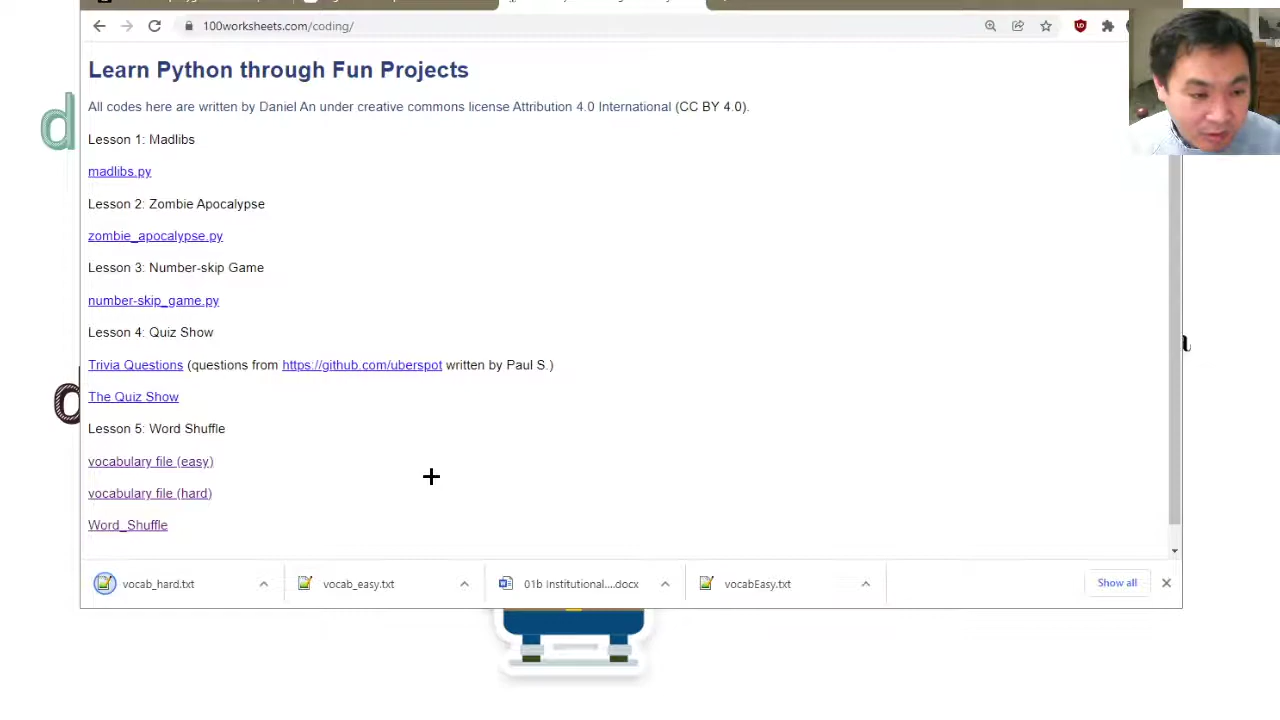 100worksheets.com/coding/
Learn Python through Fun Projects
All codes here are written by Daniel An under creative commons license Attribution 4.0 International (CC BY 4.0).
Lesson 1: Madlibs
madlibs.py
Lesson 2: Zombie Apocalypse
zombie_apocalypse.py
Lesson 3: Number-skip Game
number-skip_game.py
Lesson 4: Quiz Show
Trivia Questions (questions from https://github.com/uberspot written by Paul S.)
The Quiz Show
Lesson 5: Word Shuffle
vocabulary file (easy)
vocabulary file (hard)
Word_Shuffle
vocab_hard.txt
vocab_easy.txt
01b Institutional....docx
vocabEasy.txt
Show all
d
d
a